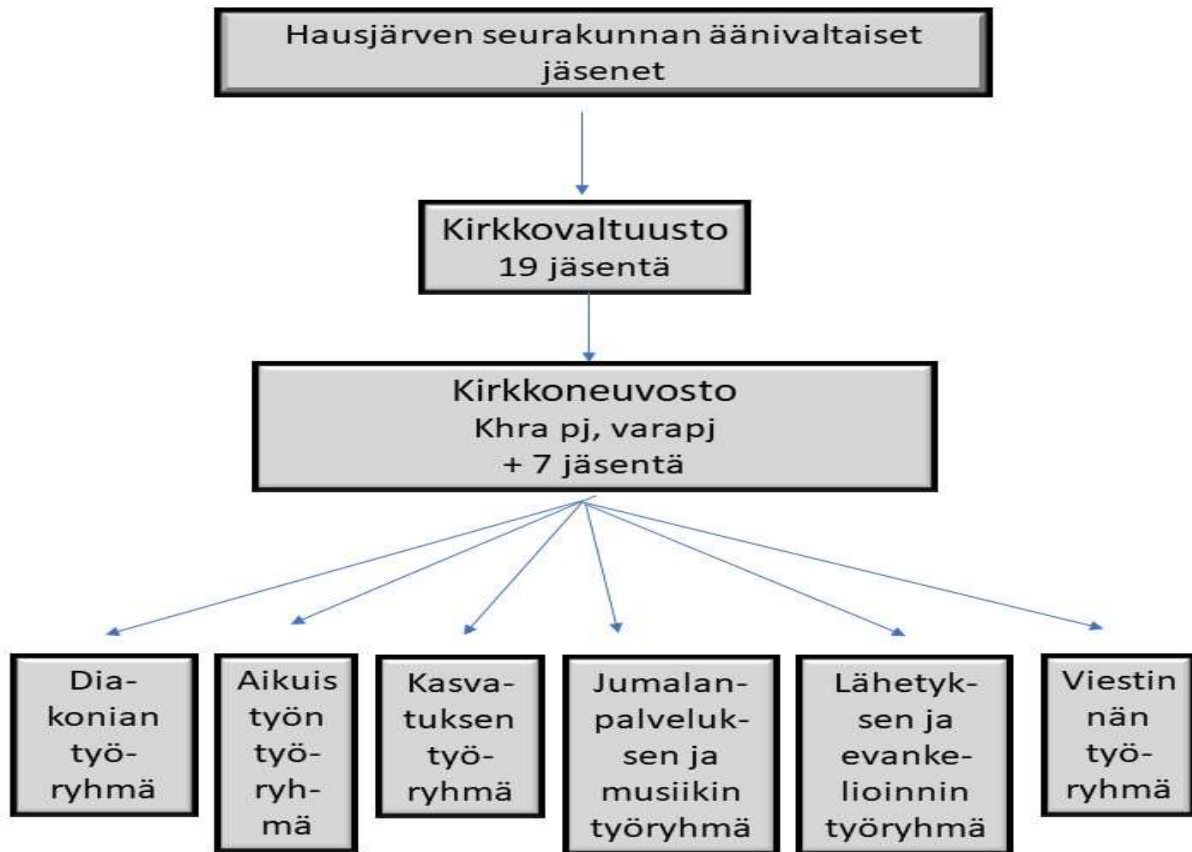 Hausjärven seurakunnan äänivaltaiset
jäsenet
Kirkkovaltuusto
19 jäsentä
Kirkkoneuvosto
Khra pj, varapj
+ 7 jäsentä
Dia-
konian
työ-
ryhmä
Aikuis
työn
työ-
ryh-
mä
Kasva-
tuksen
työ-
ryhmä
Jumalan-
palveluk-
sen ja
musiikin
työryhmä
Lähetyk-
sen ja
evanke-
lioinnin
työryhmä
Viestin
nän
työ-
ryhmä